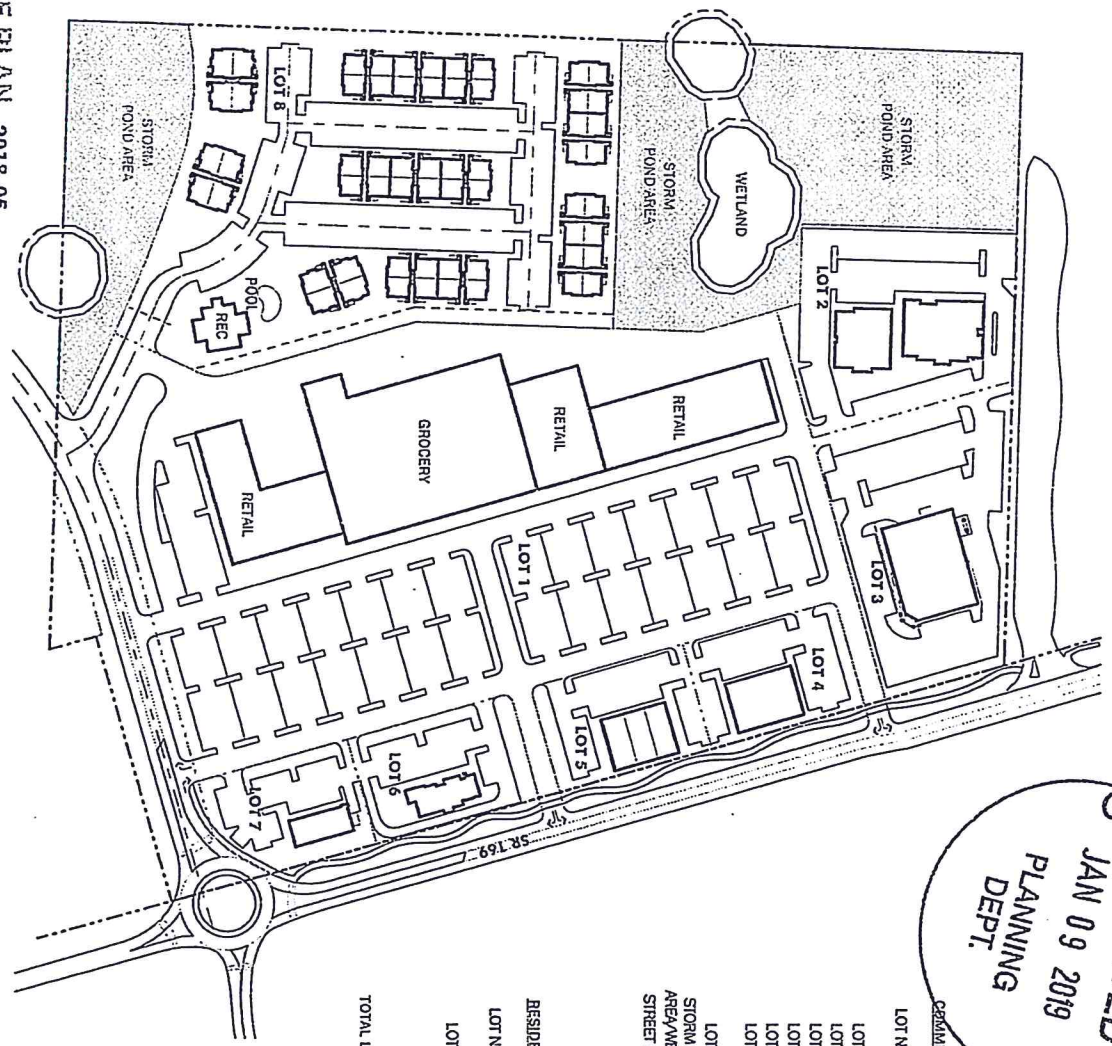 STORM
POND AREA
STORM
POND AREA
WETLAND
STORM
POND AREA
LOT 8
POOL
REC
LOT 2
RETAIL
RETAIL
GROCERY
RETAIL
LOT 1
LOT 3
LOT 4
LOT 5
LOT 6
LOT 7
SR 169
JAN 09 2019
PLANNING
DEPT.
LOT N
LOT
LOT
LOT
LOT
LOT
LOT
LOT
STORM
STREET
LOT N
LOT
TOTAL